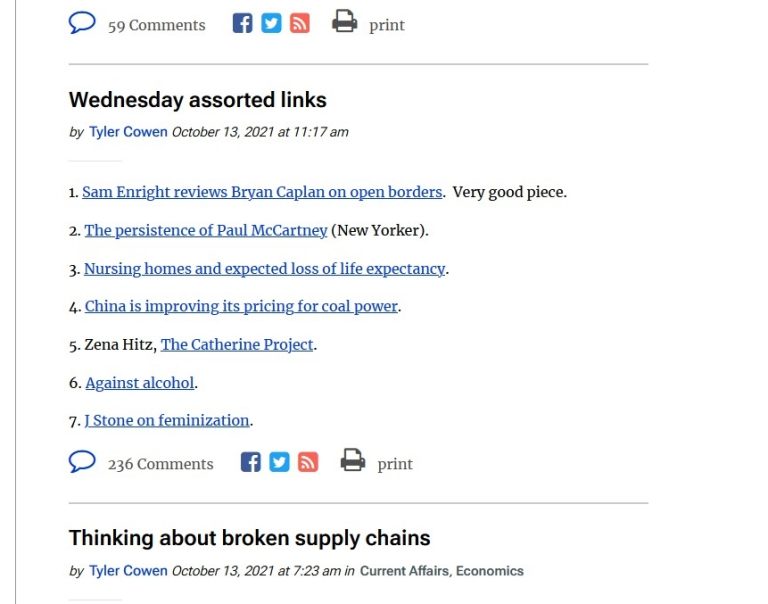 59 Comments print
Wednesday assorted links
by Tyler Cowen October 13, 2021 at 11:17 am
1. Sam Enright reviews Bryan Caplan on open borders. Very good piece.
2. The persistence of Paul McCartney (New Yorker).
3. Nursing homes and expected loss of life expectancy.
4. China is improving its pricing for coal power.
5. Zena Hitz, The Catherine Project.
6. Against alcohol.
7. J Stone on feminization.
236 Comments print
Thinking about broken supply chains
by Tyler Cowen October 13, 2021 at 7:23 am in Current Affairs, Economics